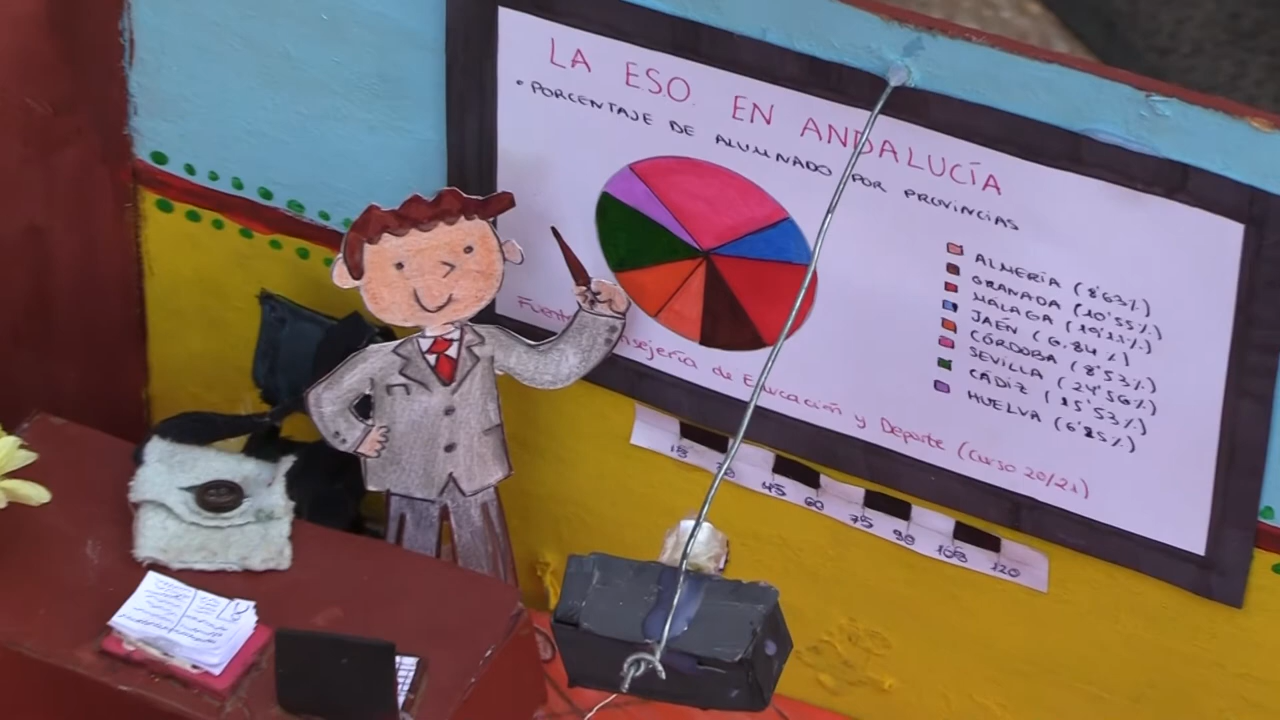 LA ESO. EN ANDALUCÍA
• PORCENTAJE DE ALUMNADO POR PROVINCIAS
ALMERÍA (8'63%)
GRANADA (10'55%)
MÁLAGA (19'11%)
JAÉN (6.84%)
CÓRDOBA (8'53%)
SEVILLA (24'56%)
CÁDIZ (15'53%)
HUELVA (6'25%)
de Educación y Deporte (Curso 20/21)
15 30 45 60 75 90 105 120